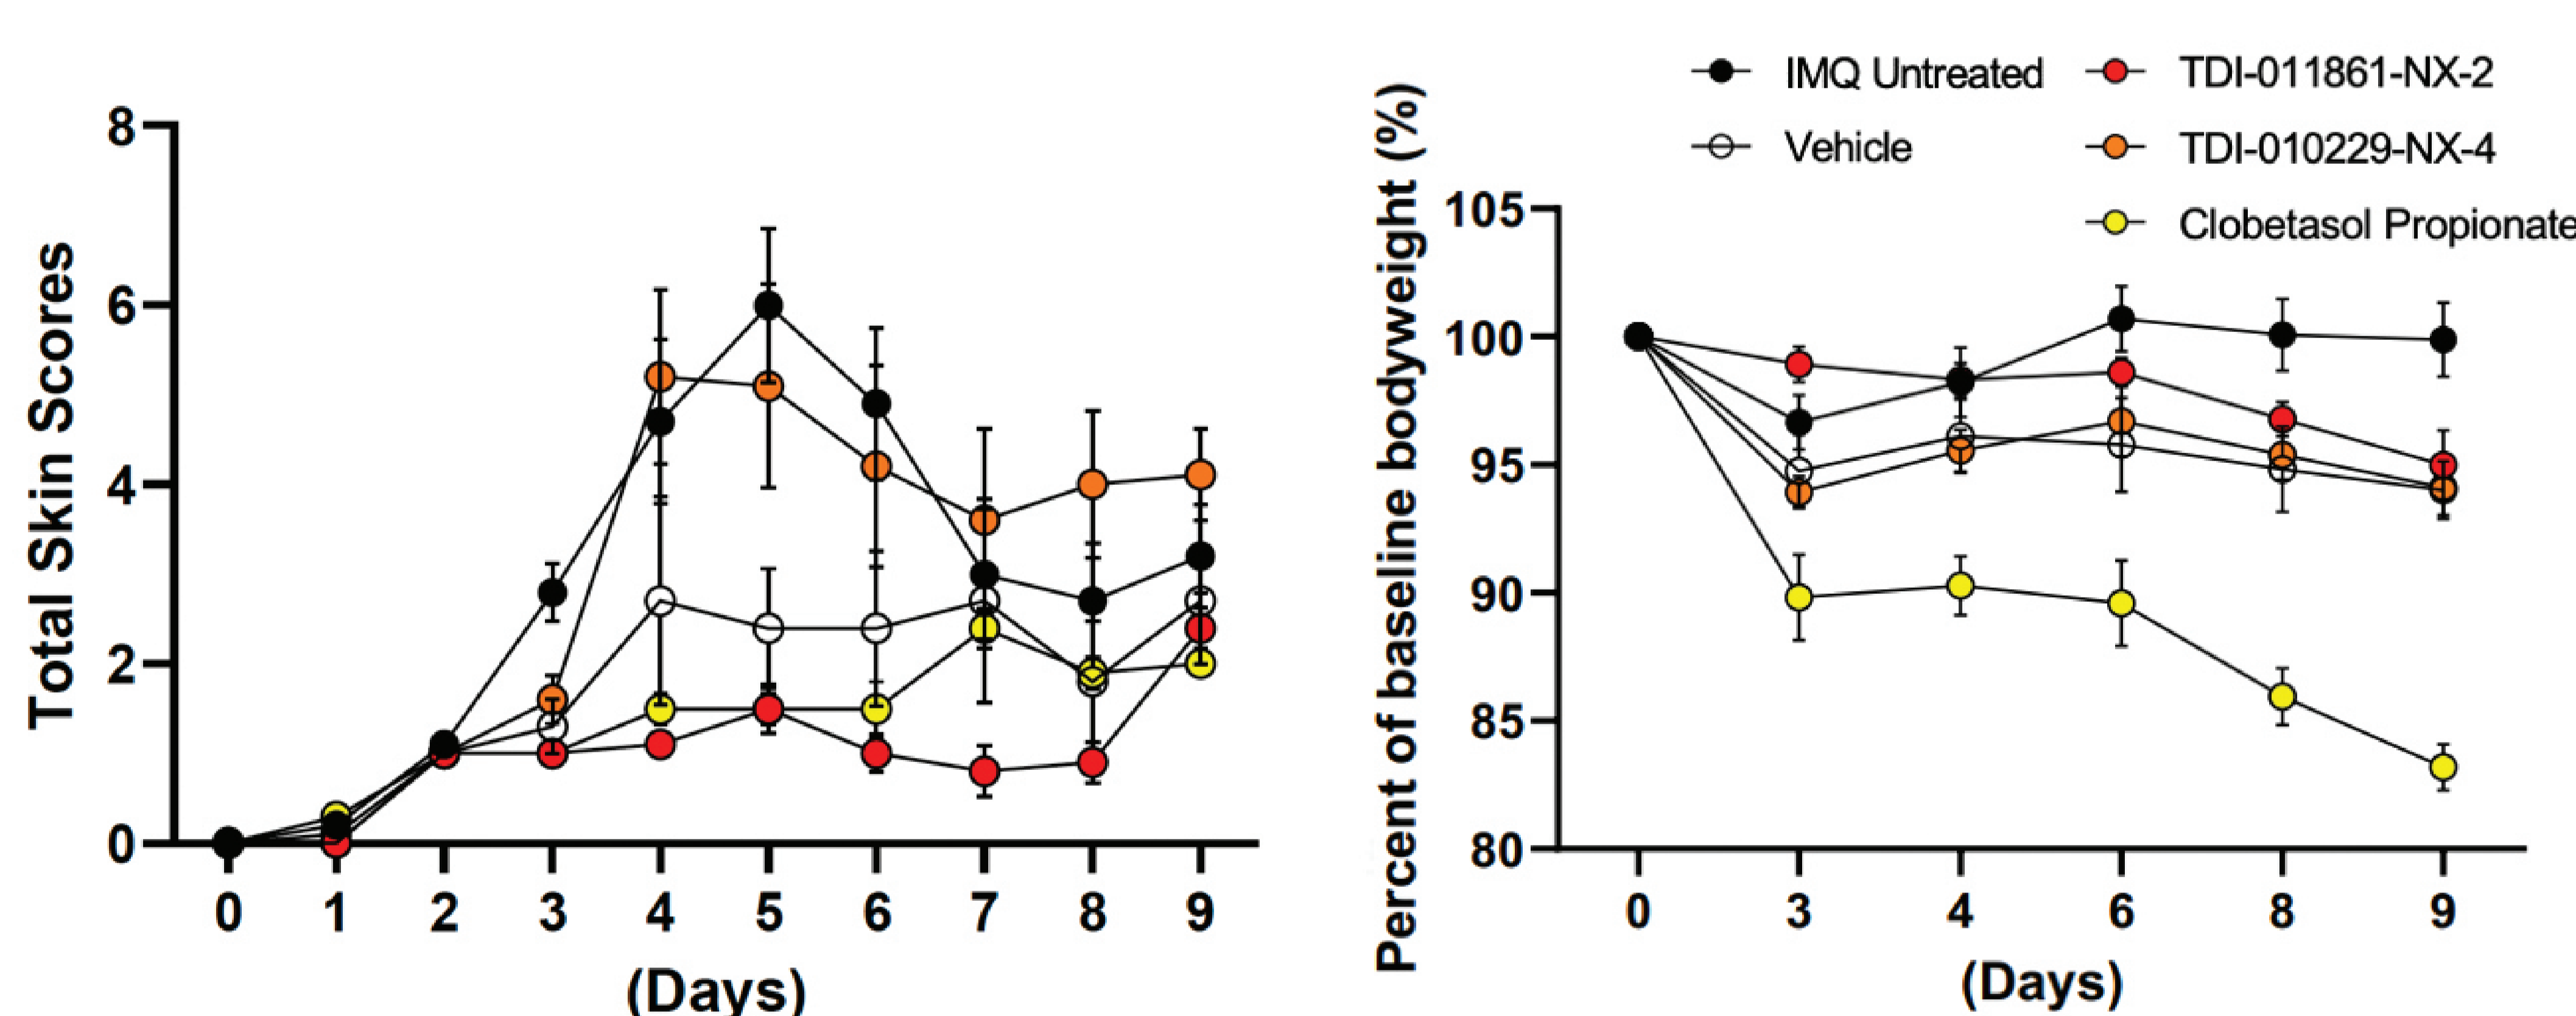 Total Skin Scores
8
6
4
2
0
0 1 2 3 4 5 6 7 8 9
(Days)
IMQ Untreated
Vehicle
TDI-011861-NX-2
TDI-010229-NX-4
Clobetasol Propionate
Percent of baseline bodyweight (%)
105
100
95
90
85
80
0 3 4 6 8 9
(Days)